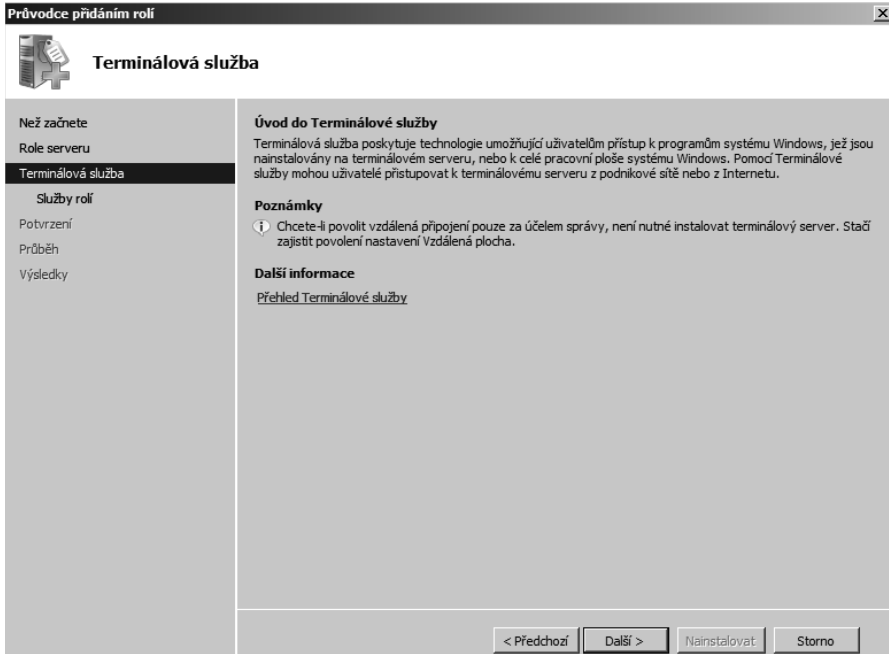 Průvodce přidáním rolí
Terminálová služba
Než začnete
Role serveru
Terminálová služba
Služby rolí
Potvrzení
Průběh
Výsledky
Úvod do Terminálové služby
Terminálová služba poskytuje technologie umožňující uživatelům přístup k programům systému Windows, jež jsou
nainstalovány na terminálovém serveru, nebo k celé pracovní ploše systému Windows. Pomocí Terminálové
služby mohou uživatelé přistupovat k terminálovému serveru z podnikové sítě nebo z Internetu.
Poznámky
Chcete-li povolit vzdálená připojení pouze za účelem správy, není nutné instalovat terminálový server. Stačí
zajistit povolení nastavení Vzdálená plocha.
Další informace
Přehled Terminálové služby
< Předchozí Další > Nainstalovat Storno